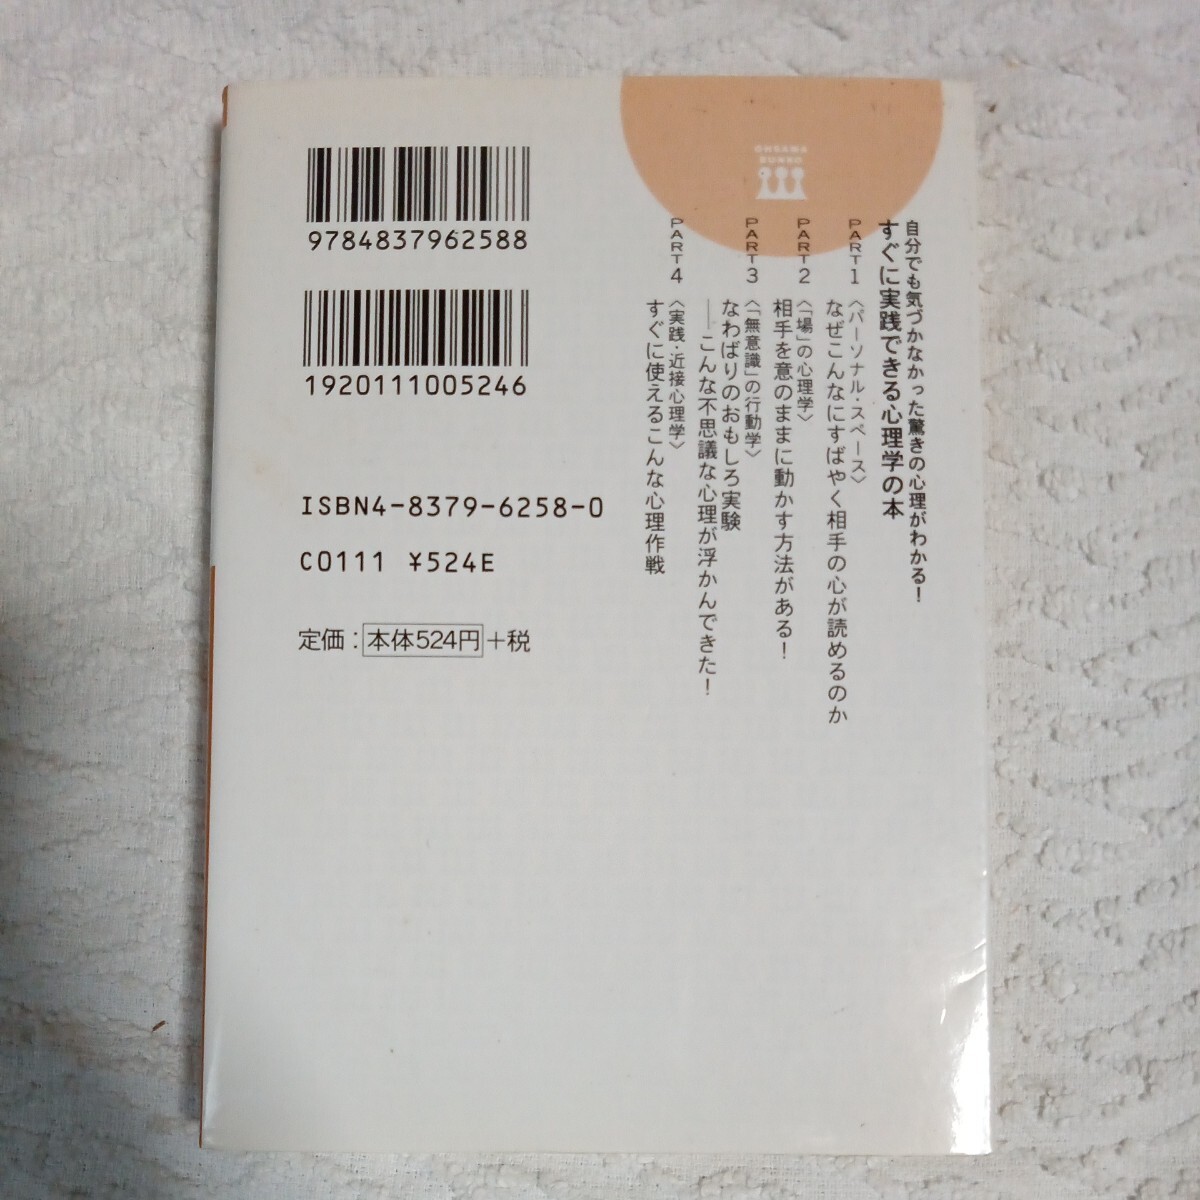 OHSAMA
BUNKO
自分でも気づかなかった驚きの心理がわかる!
すぐに実践できる心理学の本
PART1 〈パーソナル・スペース〉
なぜこんなにすばやく相手の心が読めるのか
PART2 〈「場」の心理学〉
相手を意のままに動かす方法がある!
PART3 〈「無意識」の行動学〉
なわばりのおもしろ実験
――こんな不思議な心理が浮かんできた!
PART4 〈実践・近接心理学〉
すぐに使えるこんな心理作戦
9784837962588
1920111005246
ISBN4-8379-6258-0
C0111 ¥524E
定価:本体524円+税